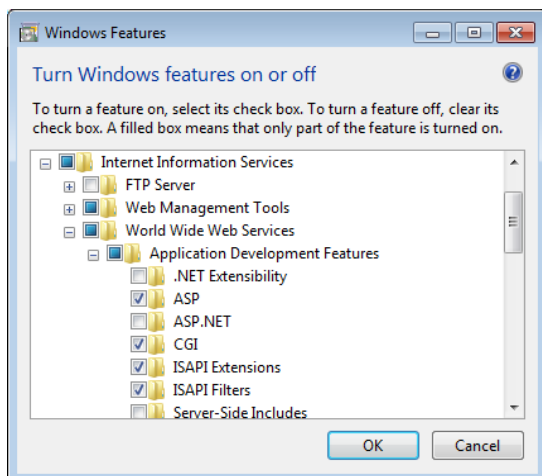 Windows Features
Turn Windows features on or off
To turn a feature on, select its check box. To turn a feature off, clear its
check box. A filled box means that only part of the feature is turned on.
Internet Information Services
FTP Server
Web Management Tools
World Wide Web Services
Application Development Features
.NET Extensibility
ASP
ASP.NET
CGI
ISAPI Extensions
ISAPI Filters
Server-Side Includes
OK Cancel